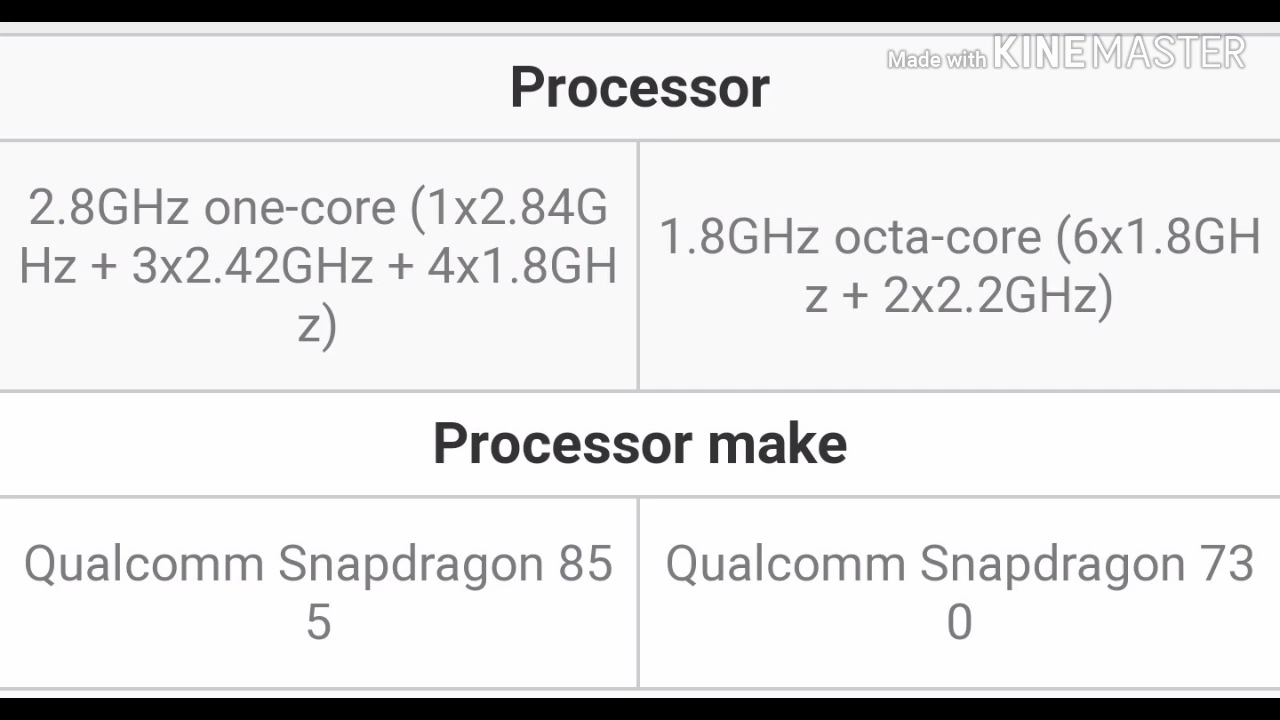 Made with KINEMASTER
Processor
2.8GHz one-core (1x2.84G
Hz + 3x2.42GHz + 4x1.8GH
z)
1.8GHz octa-core (6x1.8GH
z + 2x2.2GHz)
Processor make
Qualcomm Snapdragon 85
5
Qualcomm Snapdragon 73
0